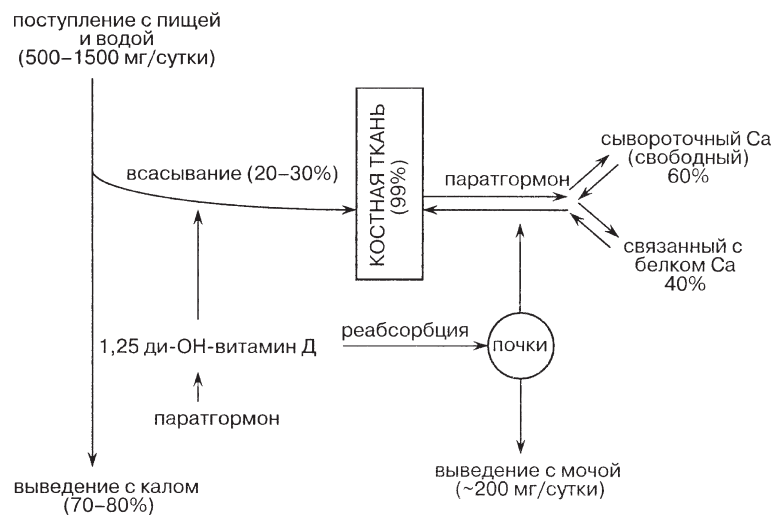 поступление с пищей
и водой
(500–1500 мг/сутки)
всасывание (20–30%)
КОСТНАЯ ТКАНЬ
(99%)
паратгормон
сывороточный Ca
(свободный)
60%
связанный с
белком Ca
40%
1,25 ди-ОН-витамин Д
реабсорбция
почки
паратгормон
выведение с калом
(70–80%)
выведение с мочой
(~200 мг/сутки)